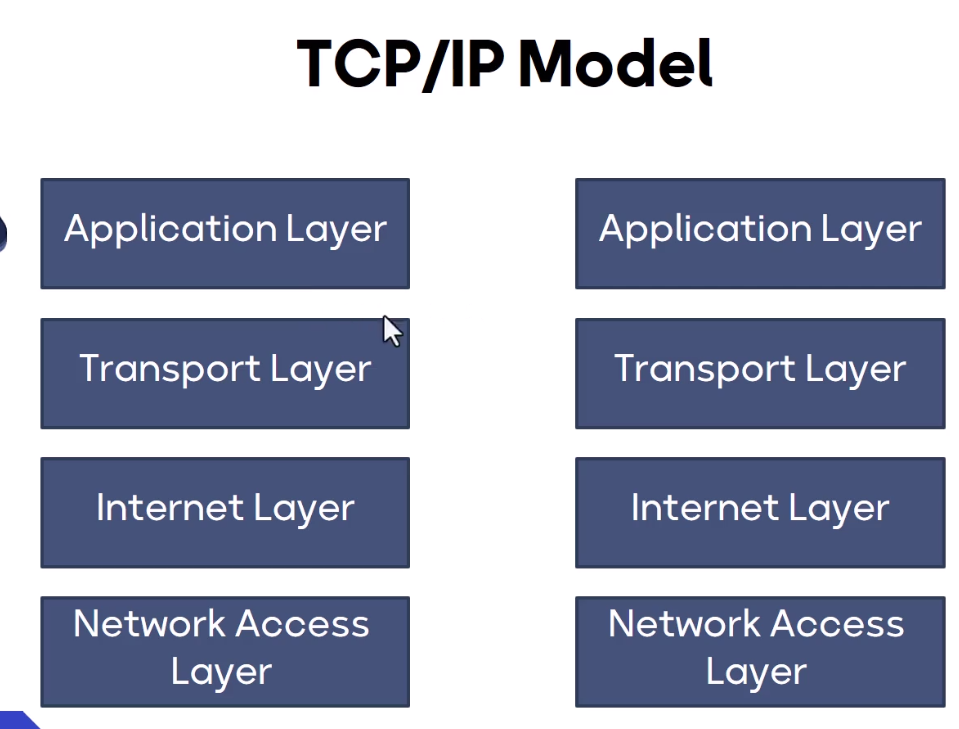 TCP/IP Model
Application Layer
Application Layer
Transport Layer
Transport Layer
Internet Layer
Internet Layer
Network Access
Layer
Network Access
Layer